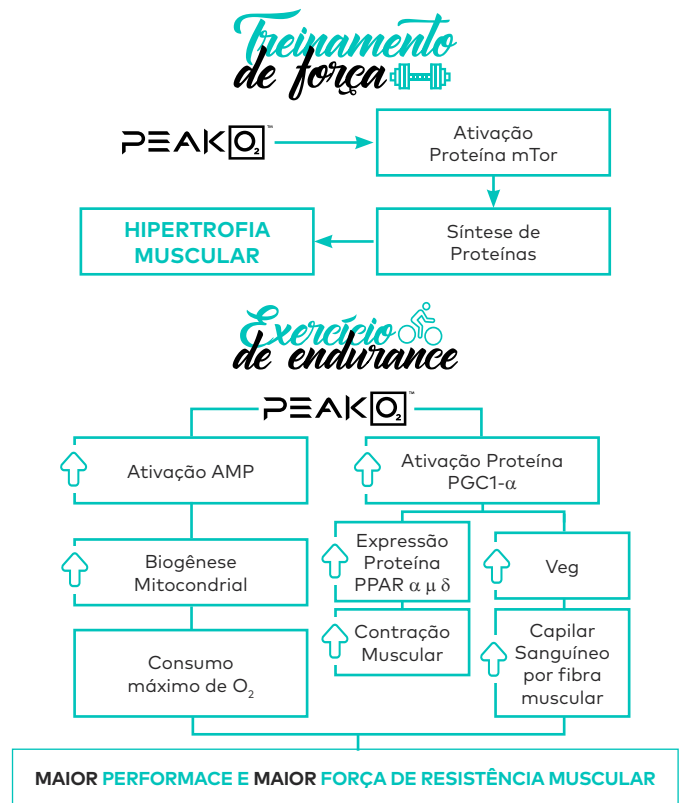 Treinamento
de força
PEAKO₂™
Ativação
Proteína mTor
HIPERTROFIA
MUSCULAR
Síntese de
Proteínas
Exercício
de endurance
PEAKO₂™
Ativação AMP
Ativação Proteína
PGC1-α
Biogênese
Mitocondrial
Expressão
Proteína
PPAR α μ δ
Veg
Consumo
máximo de O₂
Contração
Muscular
Capilar
Sanguíneo
por fibra
muscular
MAIOR PERFORMACE E MAIOR FORÇA DE RESISTÊNCIA MUSCULAR